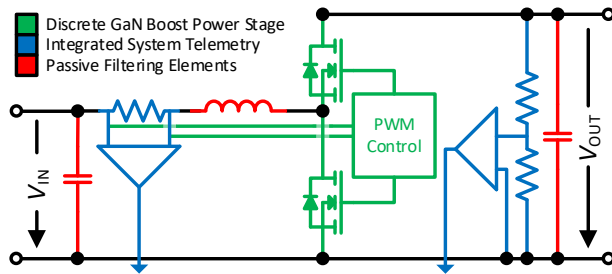 Discrete GaN Boost Power Stage
Integrated System Telemetry
Passive Filtering Elements
PWM
Control
VIN
VOUT